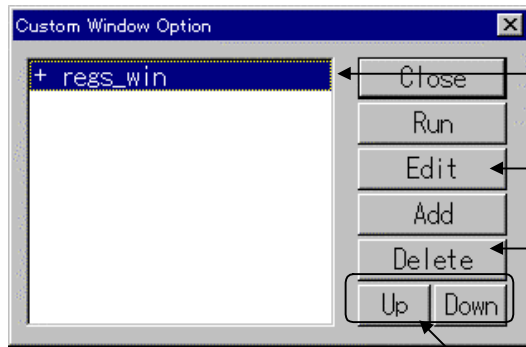 Custom Window Option
+ regs_win
Close
Run
Edit
Add
Delete
Up
Down